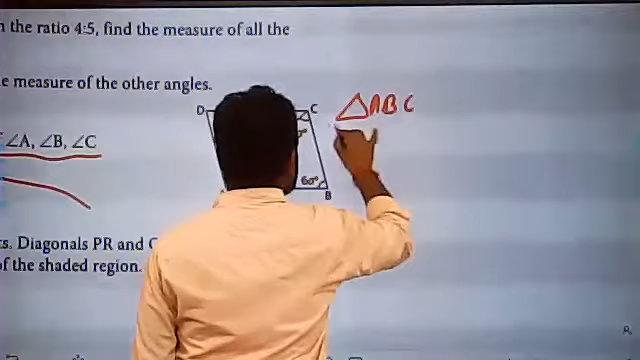 the ratio 4:5, find the measure of all the
e measure of the other angles.
D C △ABC
∠A, ∠B, ∠C
60°
B
s. Diagonals PR and
of the shaded region.